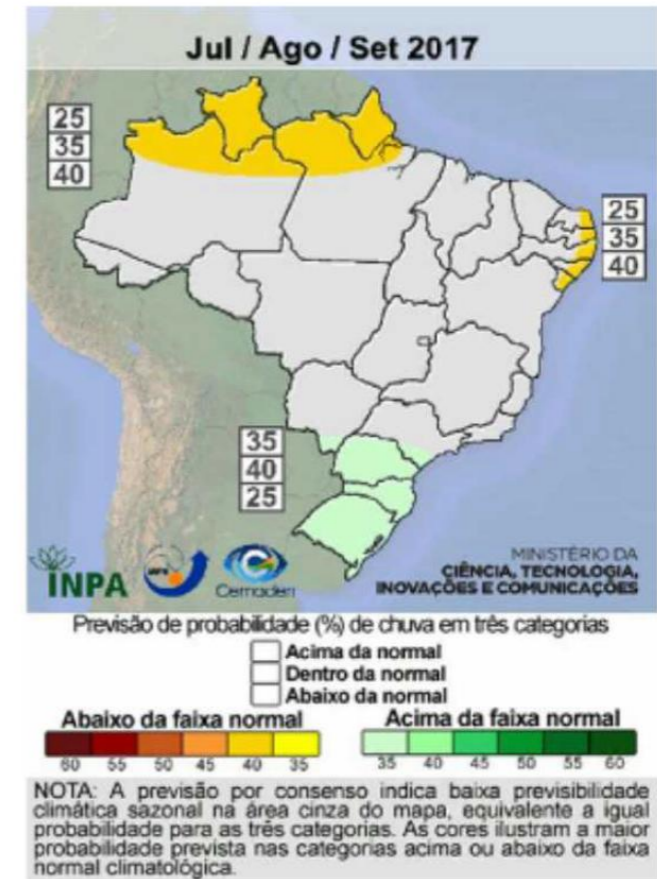 Jul / Ago / Set 2017
25
35
40
25
35
40
35
40
25
INPA
Cemaden
MINISTÉRIO DA
CIÊNCIA, TECNOLOGIA,
INOVAÇÕES E COMUNICAÇÕES
Previsão de probabilidade (%) de chuva em três categorias
Acima da normal
Dentro da normal
Abaixo da normal
Abaixo da faixa normal
Acima da faixa normal
60 55 50 45 40 35
35 40 45 50 55 60
NOTA: A previsão por consenso indica baixa previsibilidade
climática sazonal na área cinza do mapa, equivalente a igual
probabilidade para as três categorias. As cores ilustram a maior
probabilidade prevista nas categorias acima ou abaixo da faixa
normal climatológica.